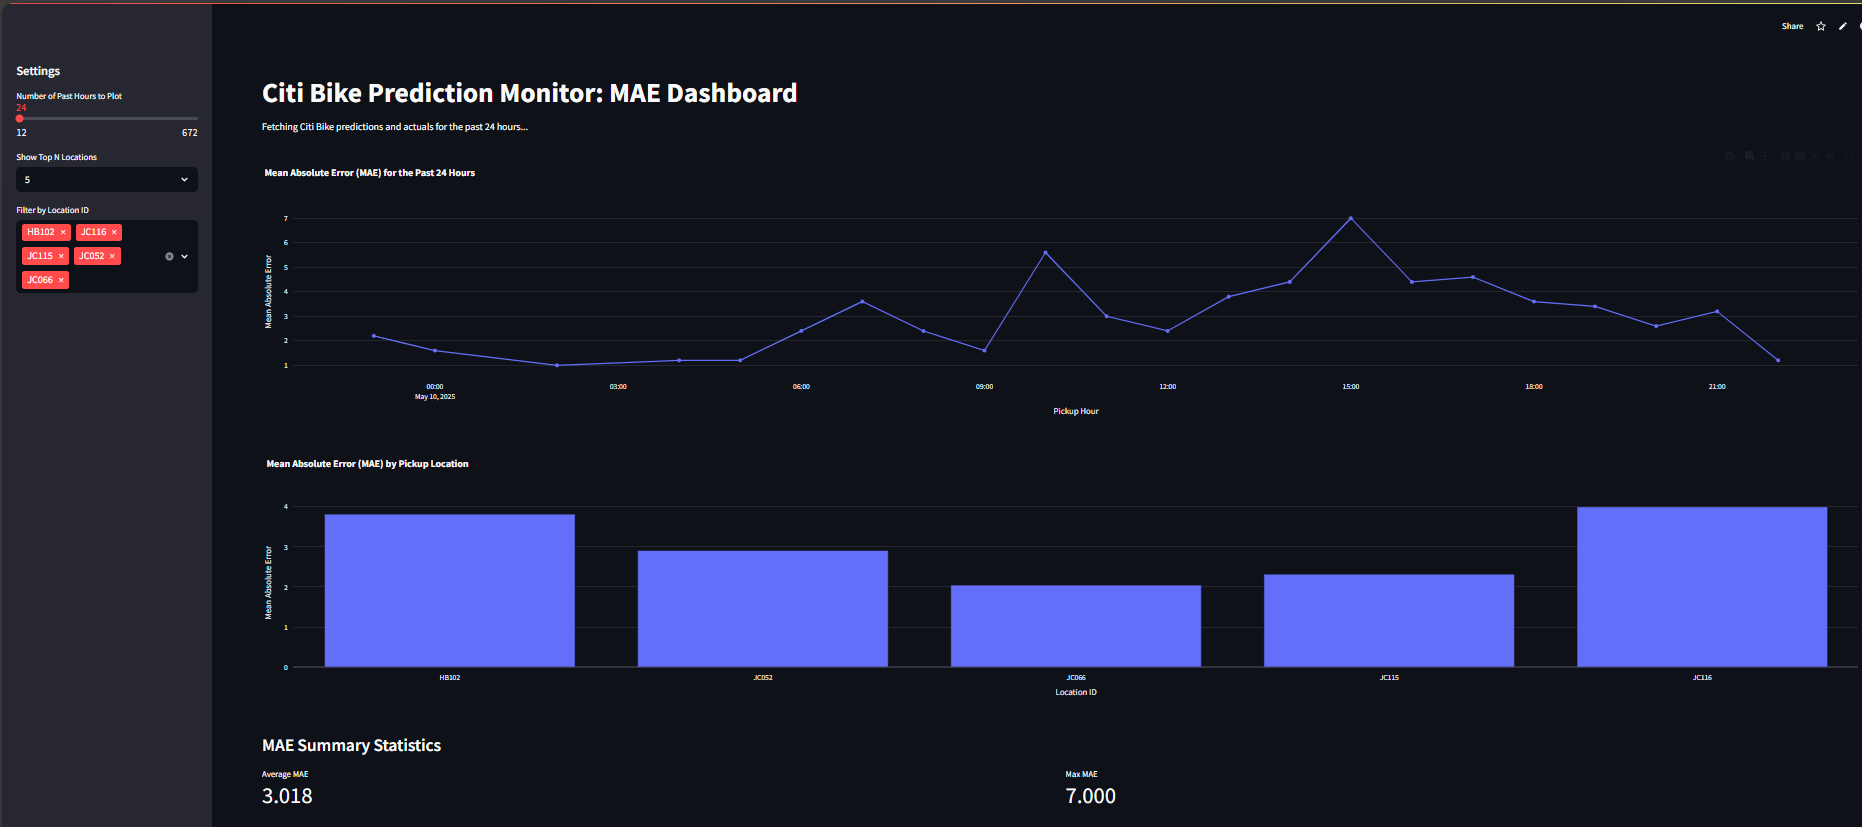 Share
Settings
Number of Past Hours to Plot
24
12 672
Show Top N Locations
5
Filter by Location ID
HB102 × JC116 ×
JC115 × JC052 ×
JC066 ×
Citi Bike Prediction Monitor: MAE Dashboard
Fetching Citi Bike predictions and actuals for the past 24 hours...
Mean Absolute Error (MAE) for the Past 24 Hours
Mean Absolute Error
7
6
5
4
3
2
1
00:00 03:00 06:00 09:00 12:00 15:00 18:00 21:00
May 10, 2025
Pickup Hour
Mean Absolute Error (MAE) by Pickup Location
Mean Absolute Error
4
3
2
1
0
HB102 JC052 JC066 JC115 JC116
Location ID
MAE Summary Statistics
Average MAE Max MAE
3.018 7.000